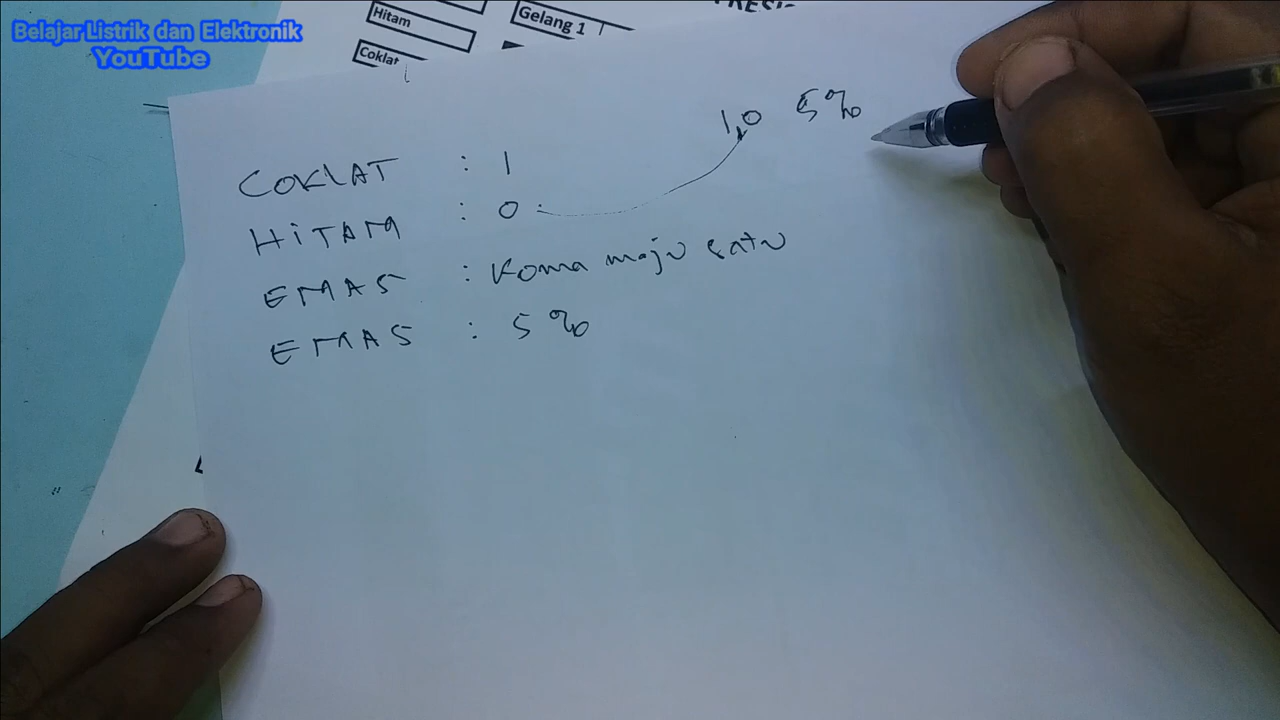 Belajar Listrik dan Elektronik
YouTube
Hitam
Gelang 1
Coklat
1,0 5%
COKLAT : 1
HiTAM : 0
EMAS : Koma maju satu
EMAS : 5%